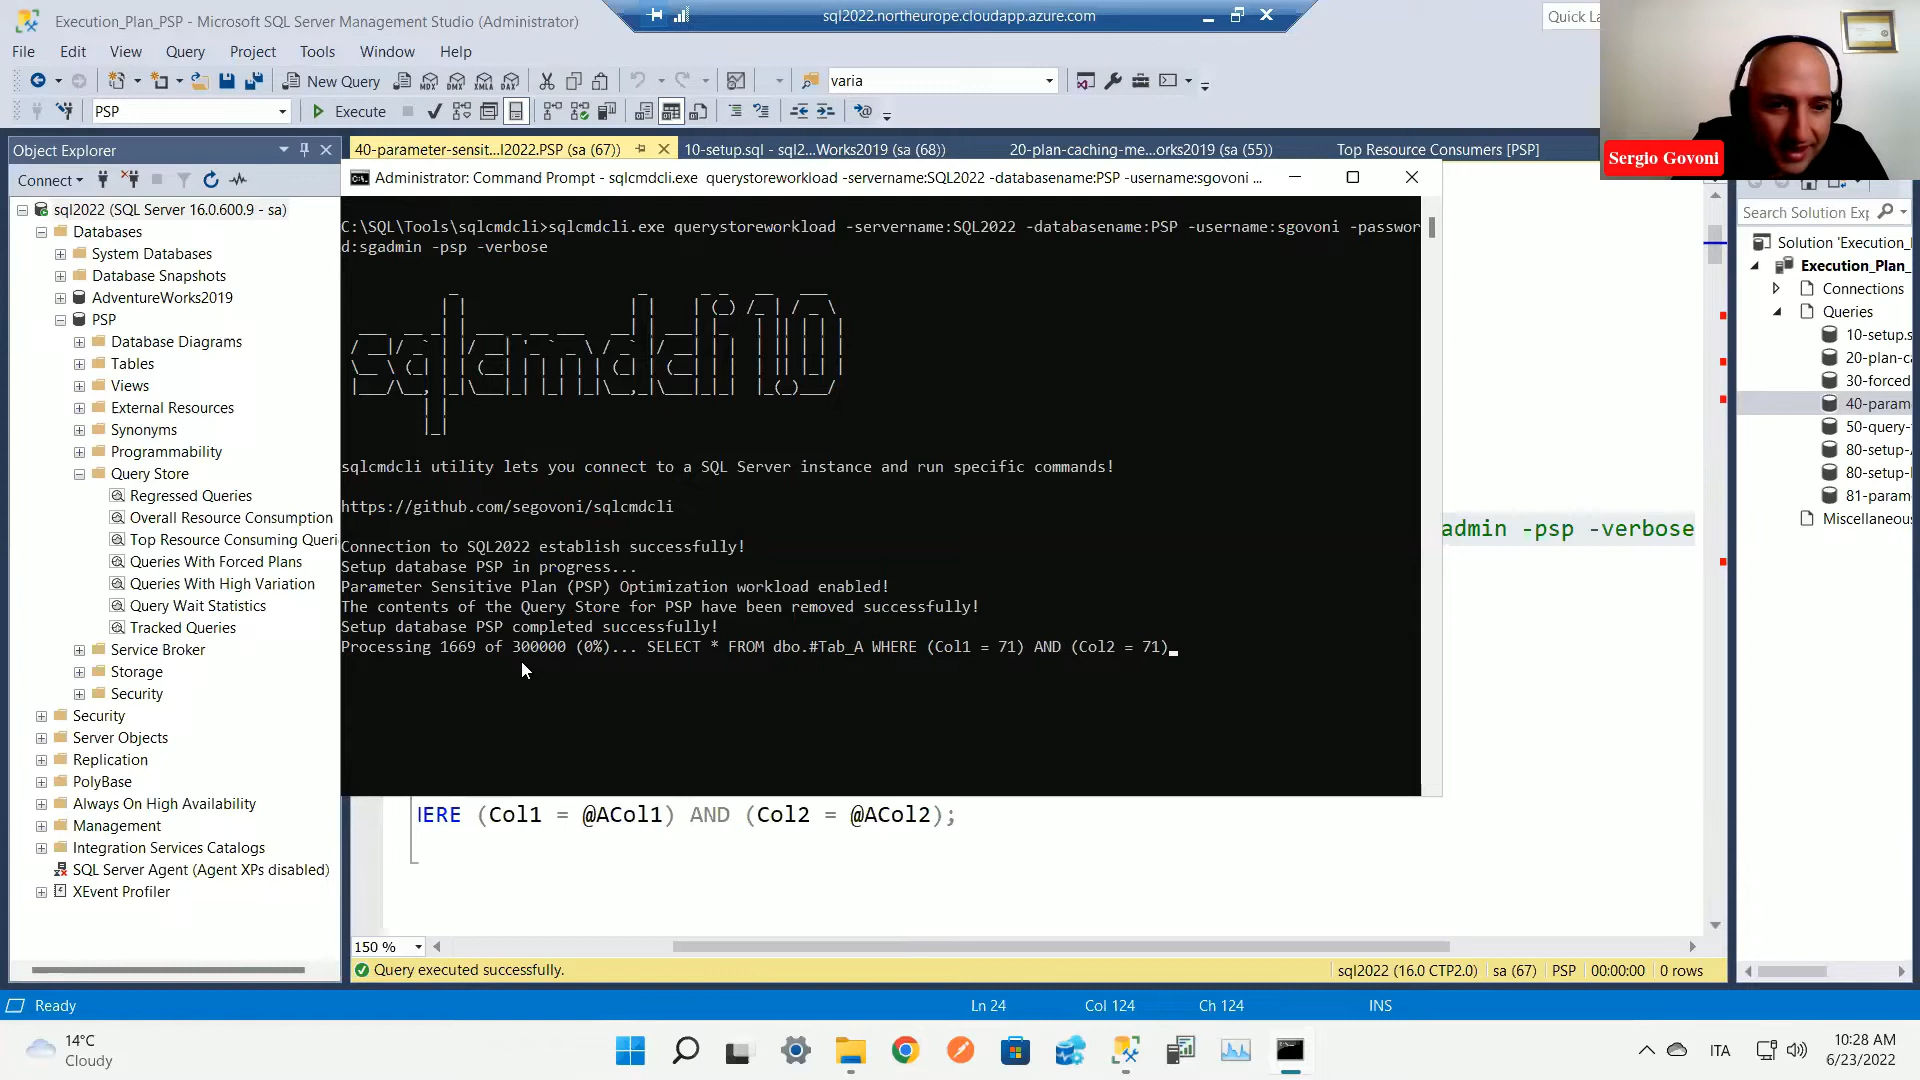 Execution_Plan_PSP - Microsoft SQL Server Management Studio (Administrator)
sql2022.northeurope.cloudapp.azure.com
Quick La
File Edit View Query Project Tools Window Help
New Query
varia
PSP
Execute
Object Explorer
40-parameter-sensit...l2022.PSP (sa (67))
10-setup.sql - sql2...Works2019 (sa (68))
20-plan-caching-me...orks2019 (sa (55))
Top Resource Consumers [PSP]
Sergio Govoni
Connect
Administrator: Command Prompt - sqlcmdcli.exe querystoreworkload -servername:SQL2022 -databasename:PSP -username:sgovoni ...
sql2022 (SQL Server 16.0.600.9 - sa)
Databases
System Databases
Database Snapshots
AdventureWorks2019
PSP
Database Diagrams
Tables
Views
External Resources
Synonyms
Programmability
Query Store
Regressed Queries
Overall Resource Consumption
Top Resource Consuming Queri
Queries With Forced Plans
Queries With High Variation
Query Wait Statistics
Tracked Queries
Service Broker
Storage
Security
Security
Server Objects
Replication
PolyBase
Always On High Availability
Management
Integration Services Catalogs
SQL Server Agent (Agent XPs disabled)
XEvent Profiler
C:\SQL\Tools\sqlcmdcli>sqlcmdcli.exe querystoreworkload -servername:SQL2022 -databasename:PSP -username:sgovoni -passwor
d:sgadmin -psp -verbose
sqlcmdcli 1.0
sqlcmdcli utility lets you connect to a SQL Server instance and run specific commands!
https://github.com/segovoni/sqlcmdcli
Connection to SQL2022 establish successfully!
Setup database PSP in progress...
Parameter Sensitive Plan (PSP) Optimization workload enabled!
The contents of the Query Store for PSP have been removed successfully!
Setup database PSP completed successfully!
Processing 1669 of 300000 (0%)... SELECT * FROM dbo.#Tab_A WHERE (Col1 = 71) AND (Col2 = 71)
admin -psp -verbose
IERE (Col1 = @ACol1) AND (Col2 = @ACol2);
Search Solution Exp
Solution 'Execution_
Execution_Plan_
Connections
Queries
10-setup.s
20-plan-c
30-forced
40-param
50-query-
80-setup-
80-setup-
81-param
Miscellaneou
150 %
Query executed successfully.
sql2022 (16.0 CTP2.0)
sa (67)
PSP
00:00:00
0 rows
Ready
Ln 24
Col 124
Ch 124
INS
14°C
Cloudy
ITA
10:28 AM
6/23/2022